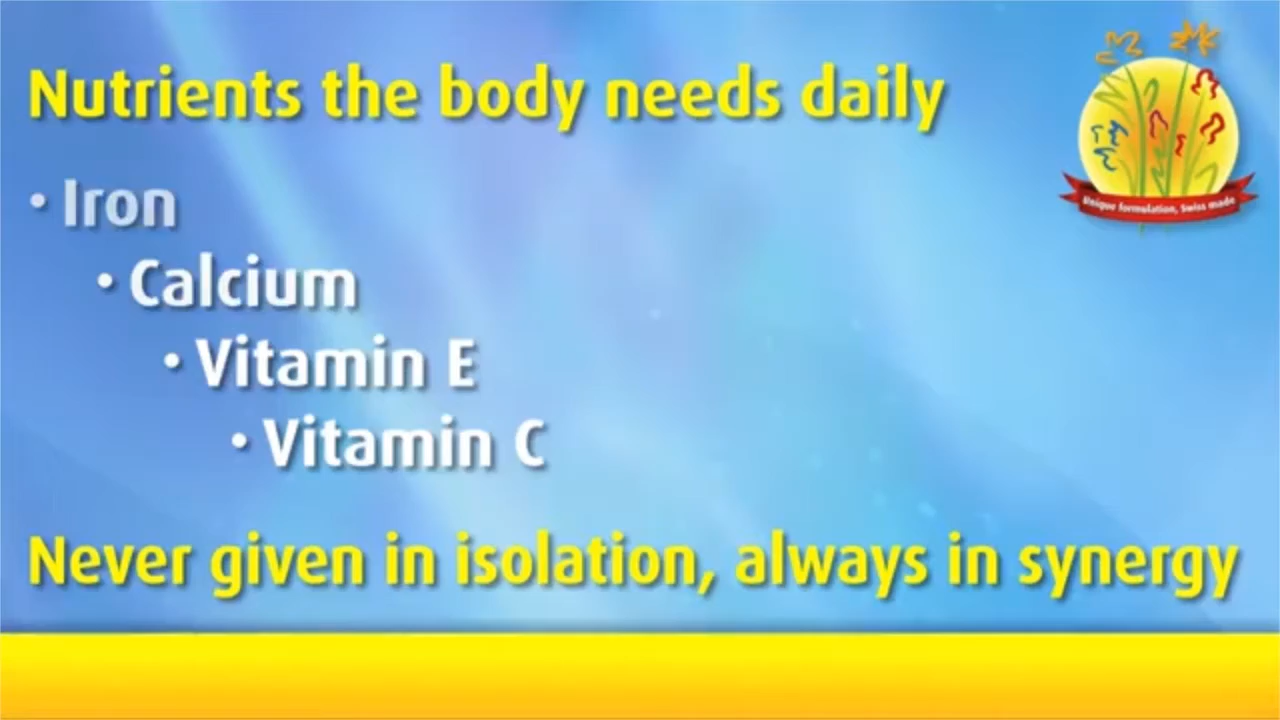 Nutrients the body needs daily
• Iron
• Calcium
• Vitamin E
• Vitamin C
Never given in isolation, always in synergy
Unique formulation, Swiss made